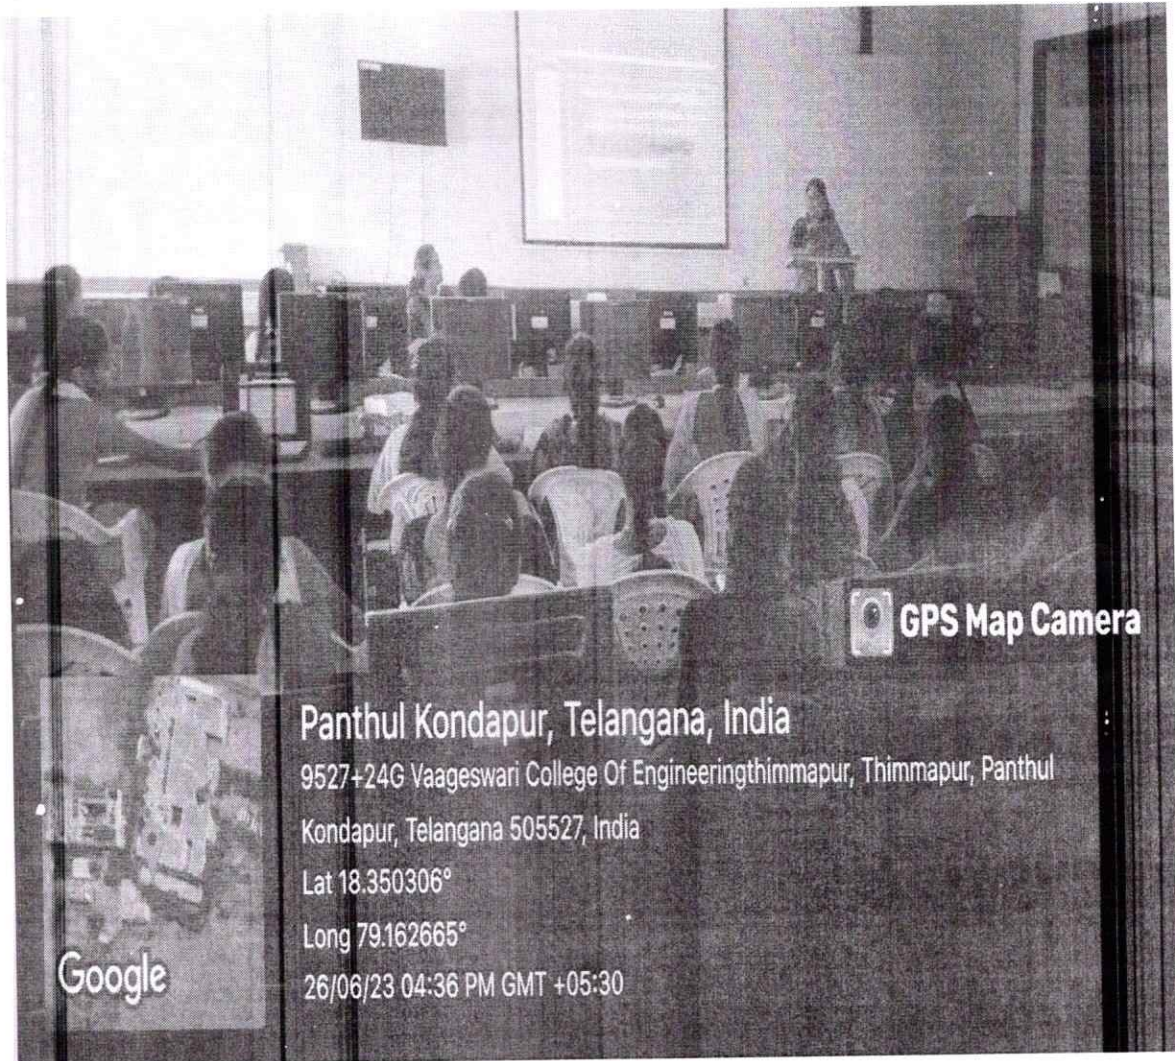 GPS Map Camera
Panthul Kondapur, Telangana, India
9527+24G Vaageswari College Of Engineeringthimmapur, Thimmapur, Panthul
Kondapur, Telangana 505527, India
Lat 18.350306°
Long 79.162665°
26/06/23 04:36 PM GMT +05:30
Google